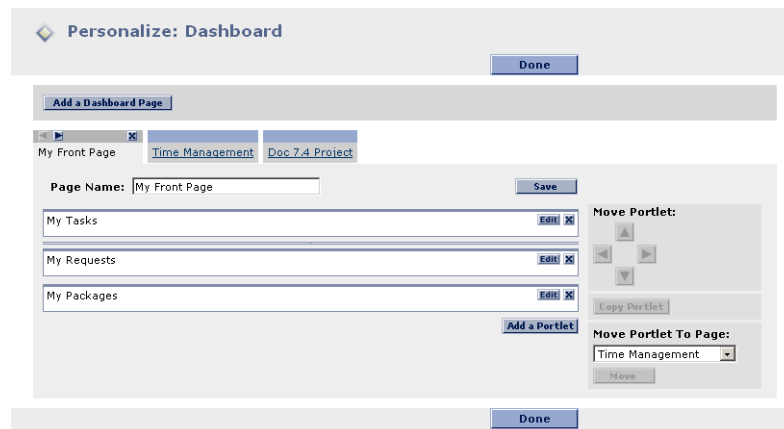 Personalize: Dashboard
Done
Add a Dashboard Page
My Front Page Time Management Doc 7.4 Project
Page Name: My Front Page Save
My Tasks Edit
Move Portlet:
My Requests Edit
My Packages Edit
Copy Portlet
Add a Portlet
Move Portlet To Page:
Time Management
Move
Done